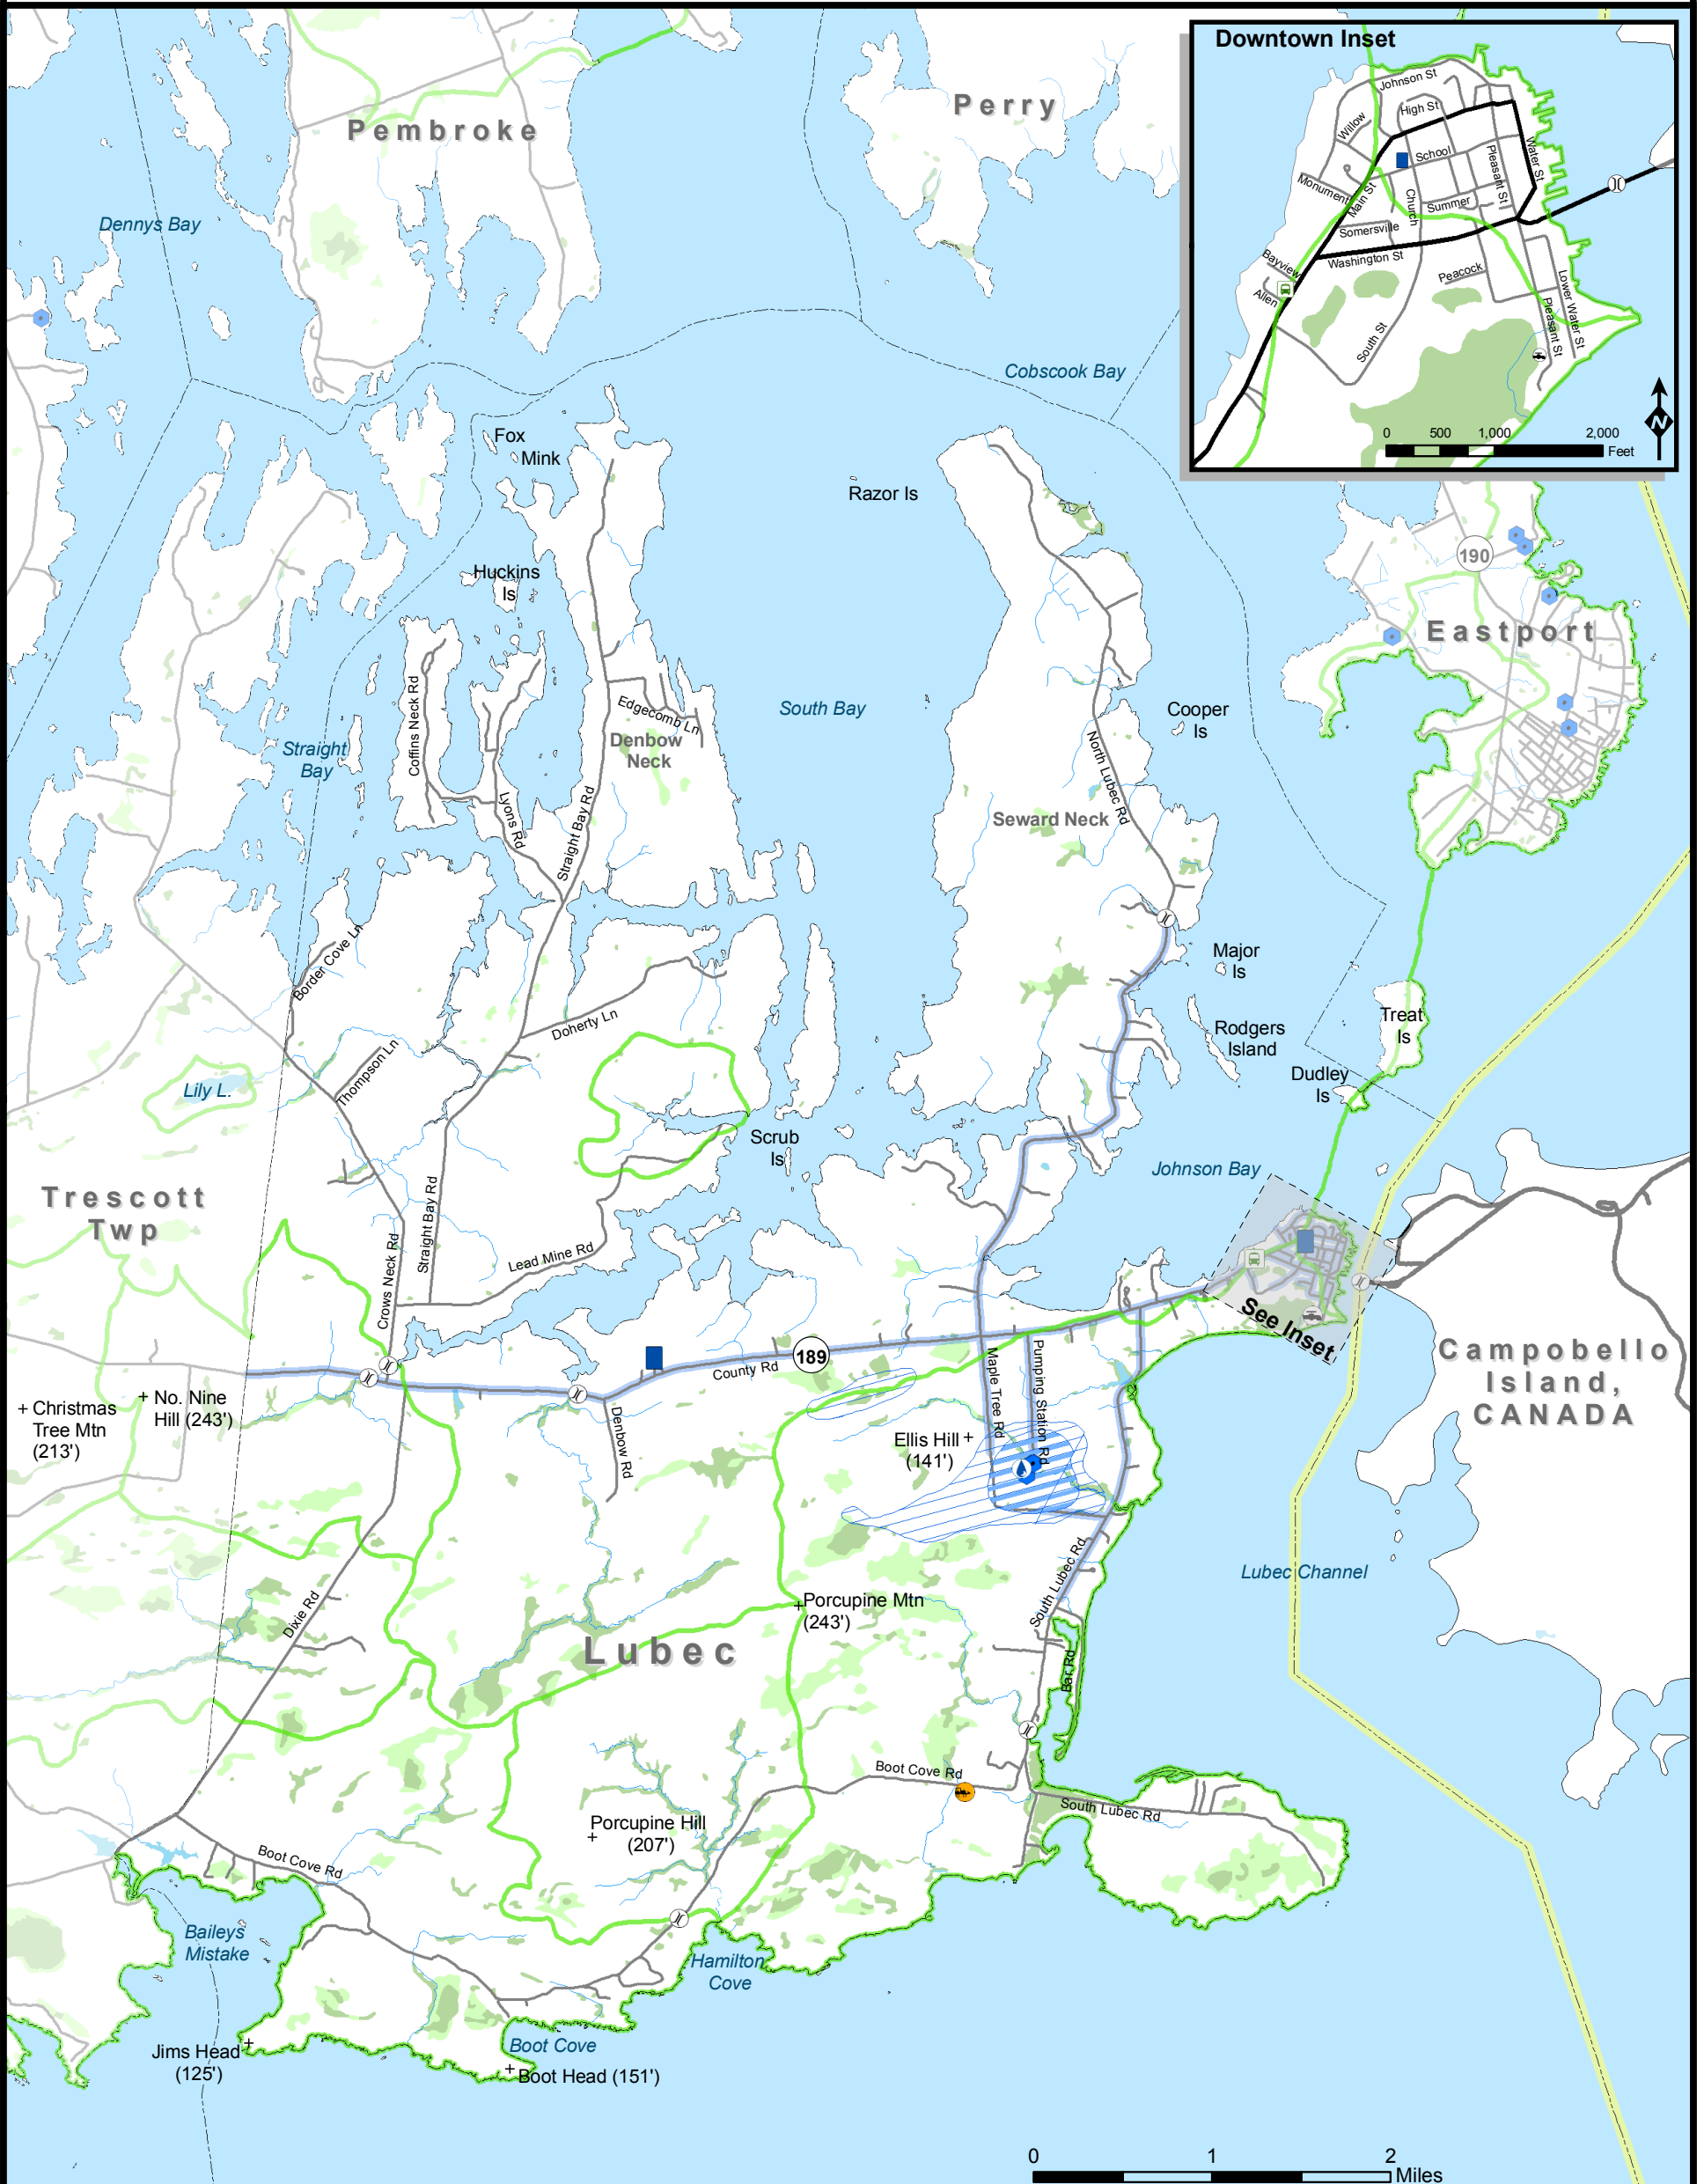 Downtown Inset
Johnson St
High St
Willow
School
Water St
Pleasant St
Monument
Main St
Church
Summer
Somersville
Washington St
Bayview
Allen
Peacock
South St
Lower Water St
Pleasant St
0 500 1,000 2,000
Feet
N
Pembroke
Perry
Dennys Bay
Cobscook Bay
Fox
Mink
Razor Is
190
Huckins
Is
Eastport
Coffins Neck Rd
Edgecomb Ln
South Bay
Cooper
Is
Denbow
Neck
Straight
Bay
North Lubec Rd
Lyons Rd
Straight Bay Rd
Seward Neck
Border Cove Ln
Major
Is
Doherty Ln
Treat
Is
Rodgers
Island
Thompson Ln
Lily L.
Dudley
Is
Scrub
Is
Johnson Bay
Trescott
Twp
Straight Bay Rd
Crows Neck Rd
Lead Mine Rd
See Inset
189
County Rd
Maple Tree Rd
Pumping Station Rd
Campobello
Island,
CANADA
Christmas
Tree Mtn
(213')
No. Nine
Hill (243')
Denbow Rd
Ellis Hill
(141')
South Lubec Rd
Lubec Channel
Dixie Rd
Porcupine Mtn
(243')
Lubec
Bar Rd
Boot Cove Rd
South Lubec Rd
Porcupine Hill
(207')
Boot Cove Rd
Baileys
Mistake
Hamilton
Cove
Jims Head
(125')
Boot Cove
Boot Head (151')
0 1 2
Miles